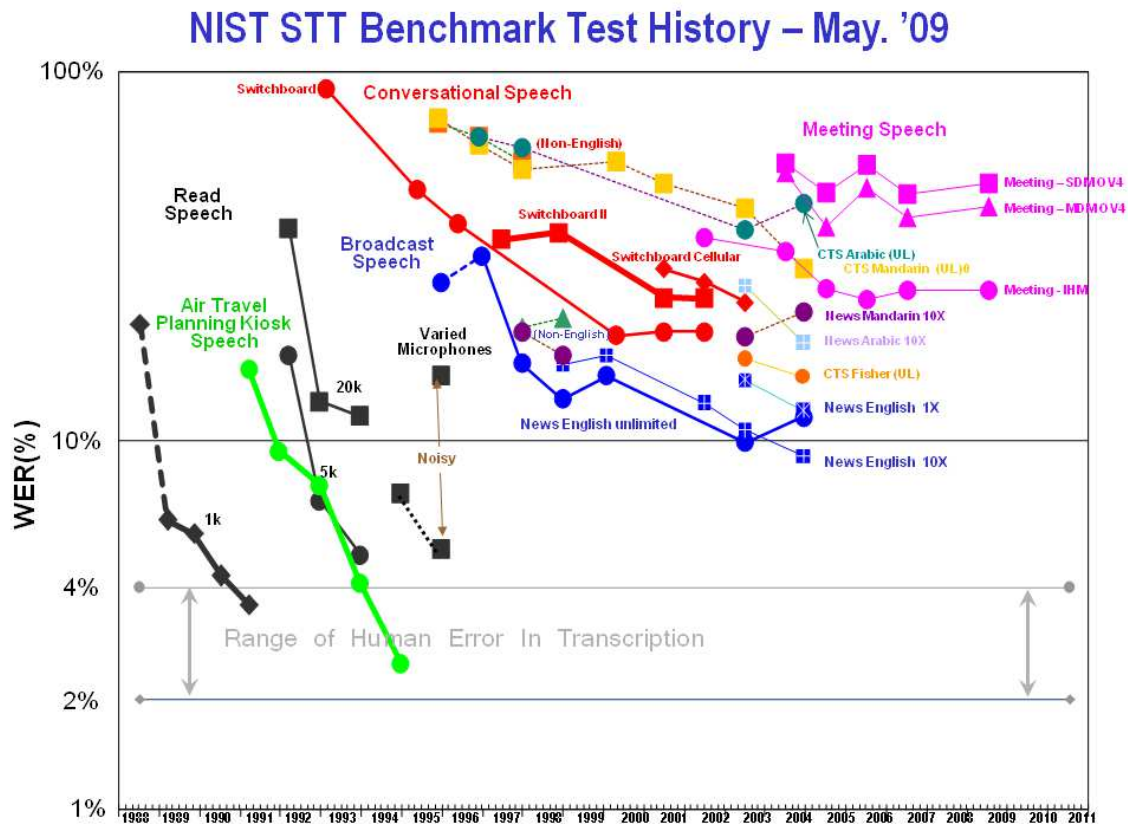 NIST STT Benchmark Test History – May. '09
100%
Switchboard
Conversational Speech
(Non-English)
Meeting Speech
Read
Speech
Meeting – SDM OV4
Meeting – MDM OV4
Switchboard II
Broadcast
Speech
Switchboard Cellular
CTS Arabic (UL)
CTS Mandarin (UL)0
Meeting - IHM
Air Travel
Planning Kiosk
Speech
Varied
Microphones
(Non-English)
News Mandarin 10X
News Arabic 10X
CTS Fisher (UL)
20k
News English unlimited
News English 1X
10%
News English 10X
Noisy
5k
WER(%)
1k
4%
Range of Human Error In Transcription
2%
1%
1988 1989 1990 1991 1992 1993 1994 1995 1996 1997 1998 1999 2000 2001 2002 2003 2004 2005 2006 2007 2008 2009 2010 2011